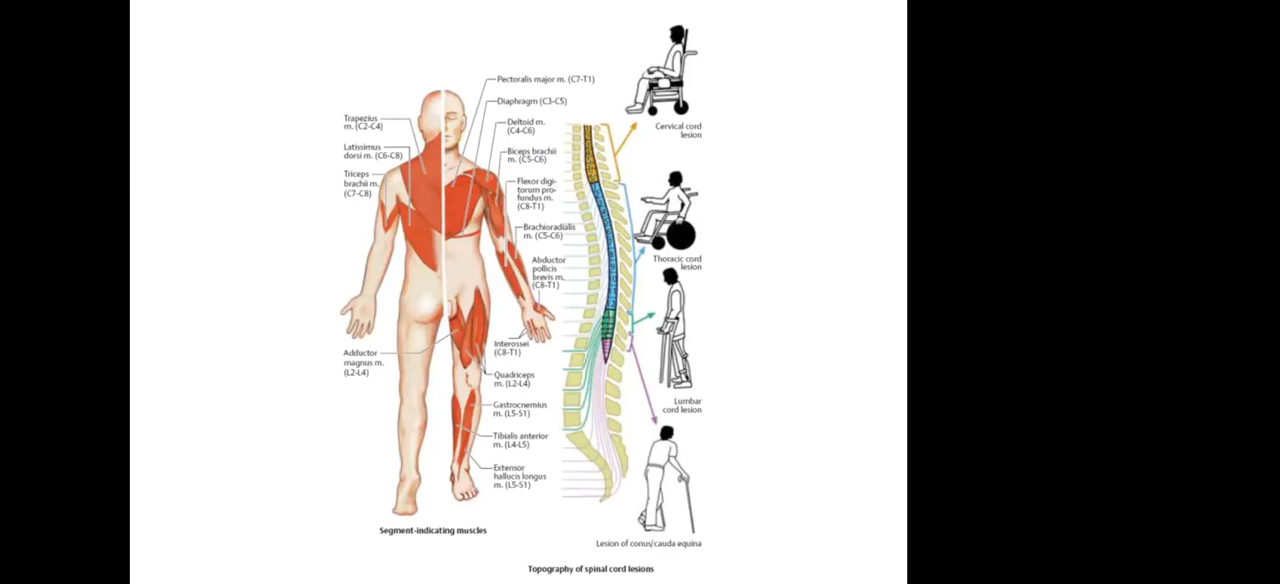 Pectoralis major m. (C7-T1)
Diaphragm (C3-C5)
Trapezius
m. (C2-C4)
Deltoid m.
(C4-C6)
Latissimus
dorsi m. (C6-C8)
Biceps brachii
m. (C5-C6)
Triceps
brachii m.
(C7-C8)
Flexor digi-
torum pro-
fundus m.
(C8-T1)
Brachioradialis
m. (C5-C6)
Abductor
pollicis
brevis m.
(C8-T1)
Interossei
(C8-T1)
Adductor
magnus m.
(L2-L4)
Quadriceps
m. (L2-L4)
Gastrocnemius
m. (L5-S1)
Tibialis anterior
m. (L4-L5)
Extensor
hallucis longus
m. (L5-S1)
Segment-indicating muscles
Cervical cord
lesion
Thoracic cord
lesion
Lumbar
cord lesion
Lesion of conus/cauda equina
Topography of spinal cord lesions